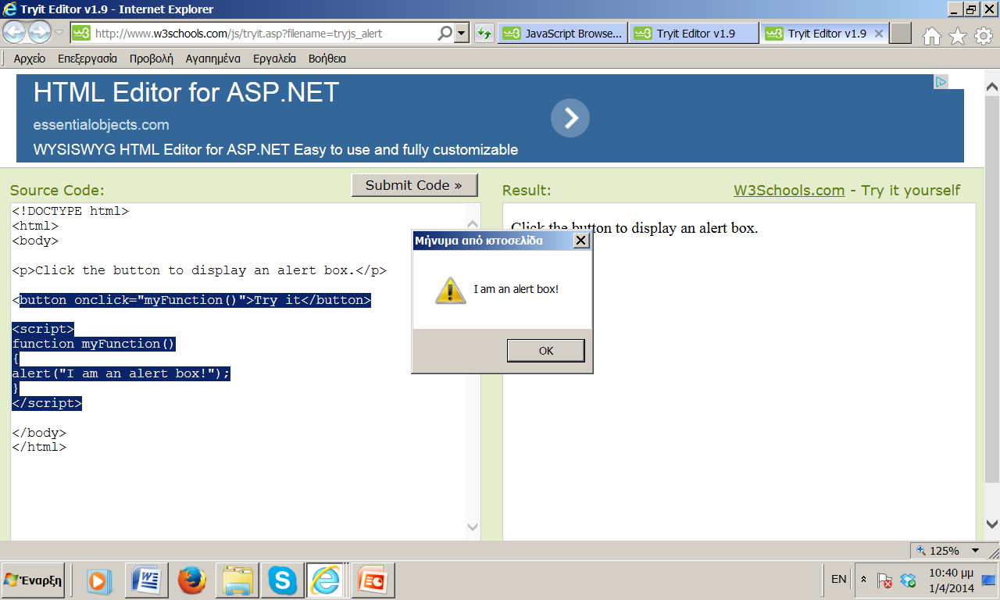 Tryit Editor v1.9 - Internet Explorer
http://www.w3schools.com/js/tryit.asp?filename=tryjs_alert
JavaScript Browse...
Tryit Editor v1.9
Tryit Editor v1.9
Αρχείο Επεξεργασία Προβολή Αγαπημένα Εργαλεία Βοήθεια
HTML Editor for ASP.NET
essentialobjects.com
WYSISWYG HTML Editor for ASP.NET Easy to use and fully customizable
Source Code:
Submit Code »
Result:
W3Schools.com - Try it yourself
<!DOCTYPE html>
<html>
<body>
<p>Click the button to display an alert box.</p>
<button onclick="myFunction()">Try it</button>
<script>
function myFunction()
{
alert("I am an alert box!");
}
</script>
</body>
</html>
Click the button to display an alert box.
Μήνυμα από ιστοσελίδα
I am an alert box!
OK
125%
Έναρξη
EN
10:40 μμ
1/4/2014